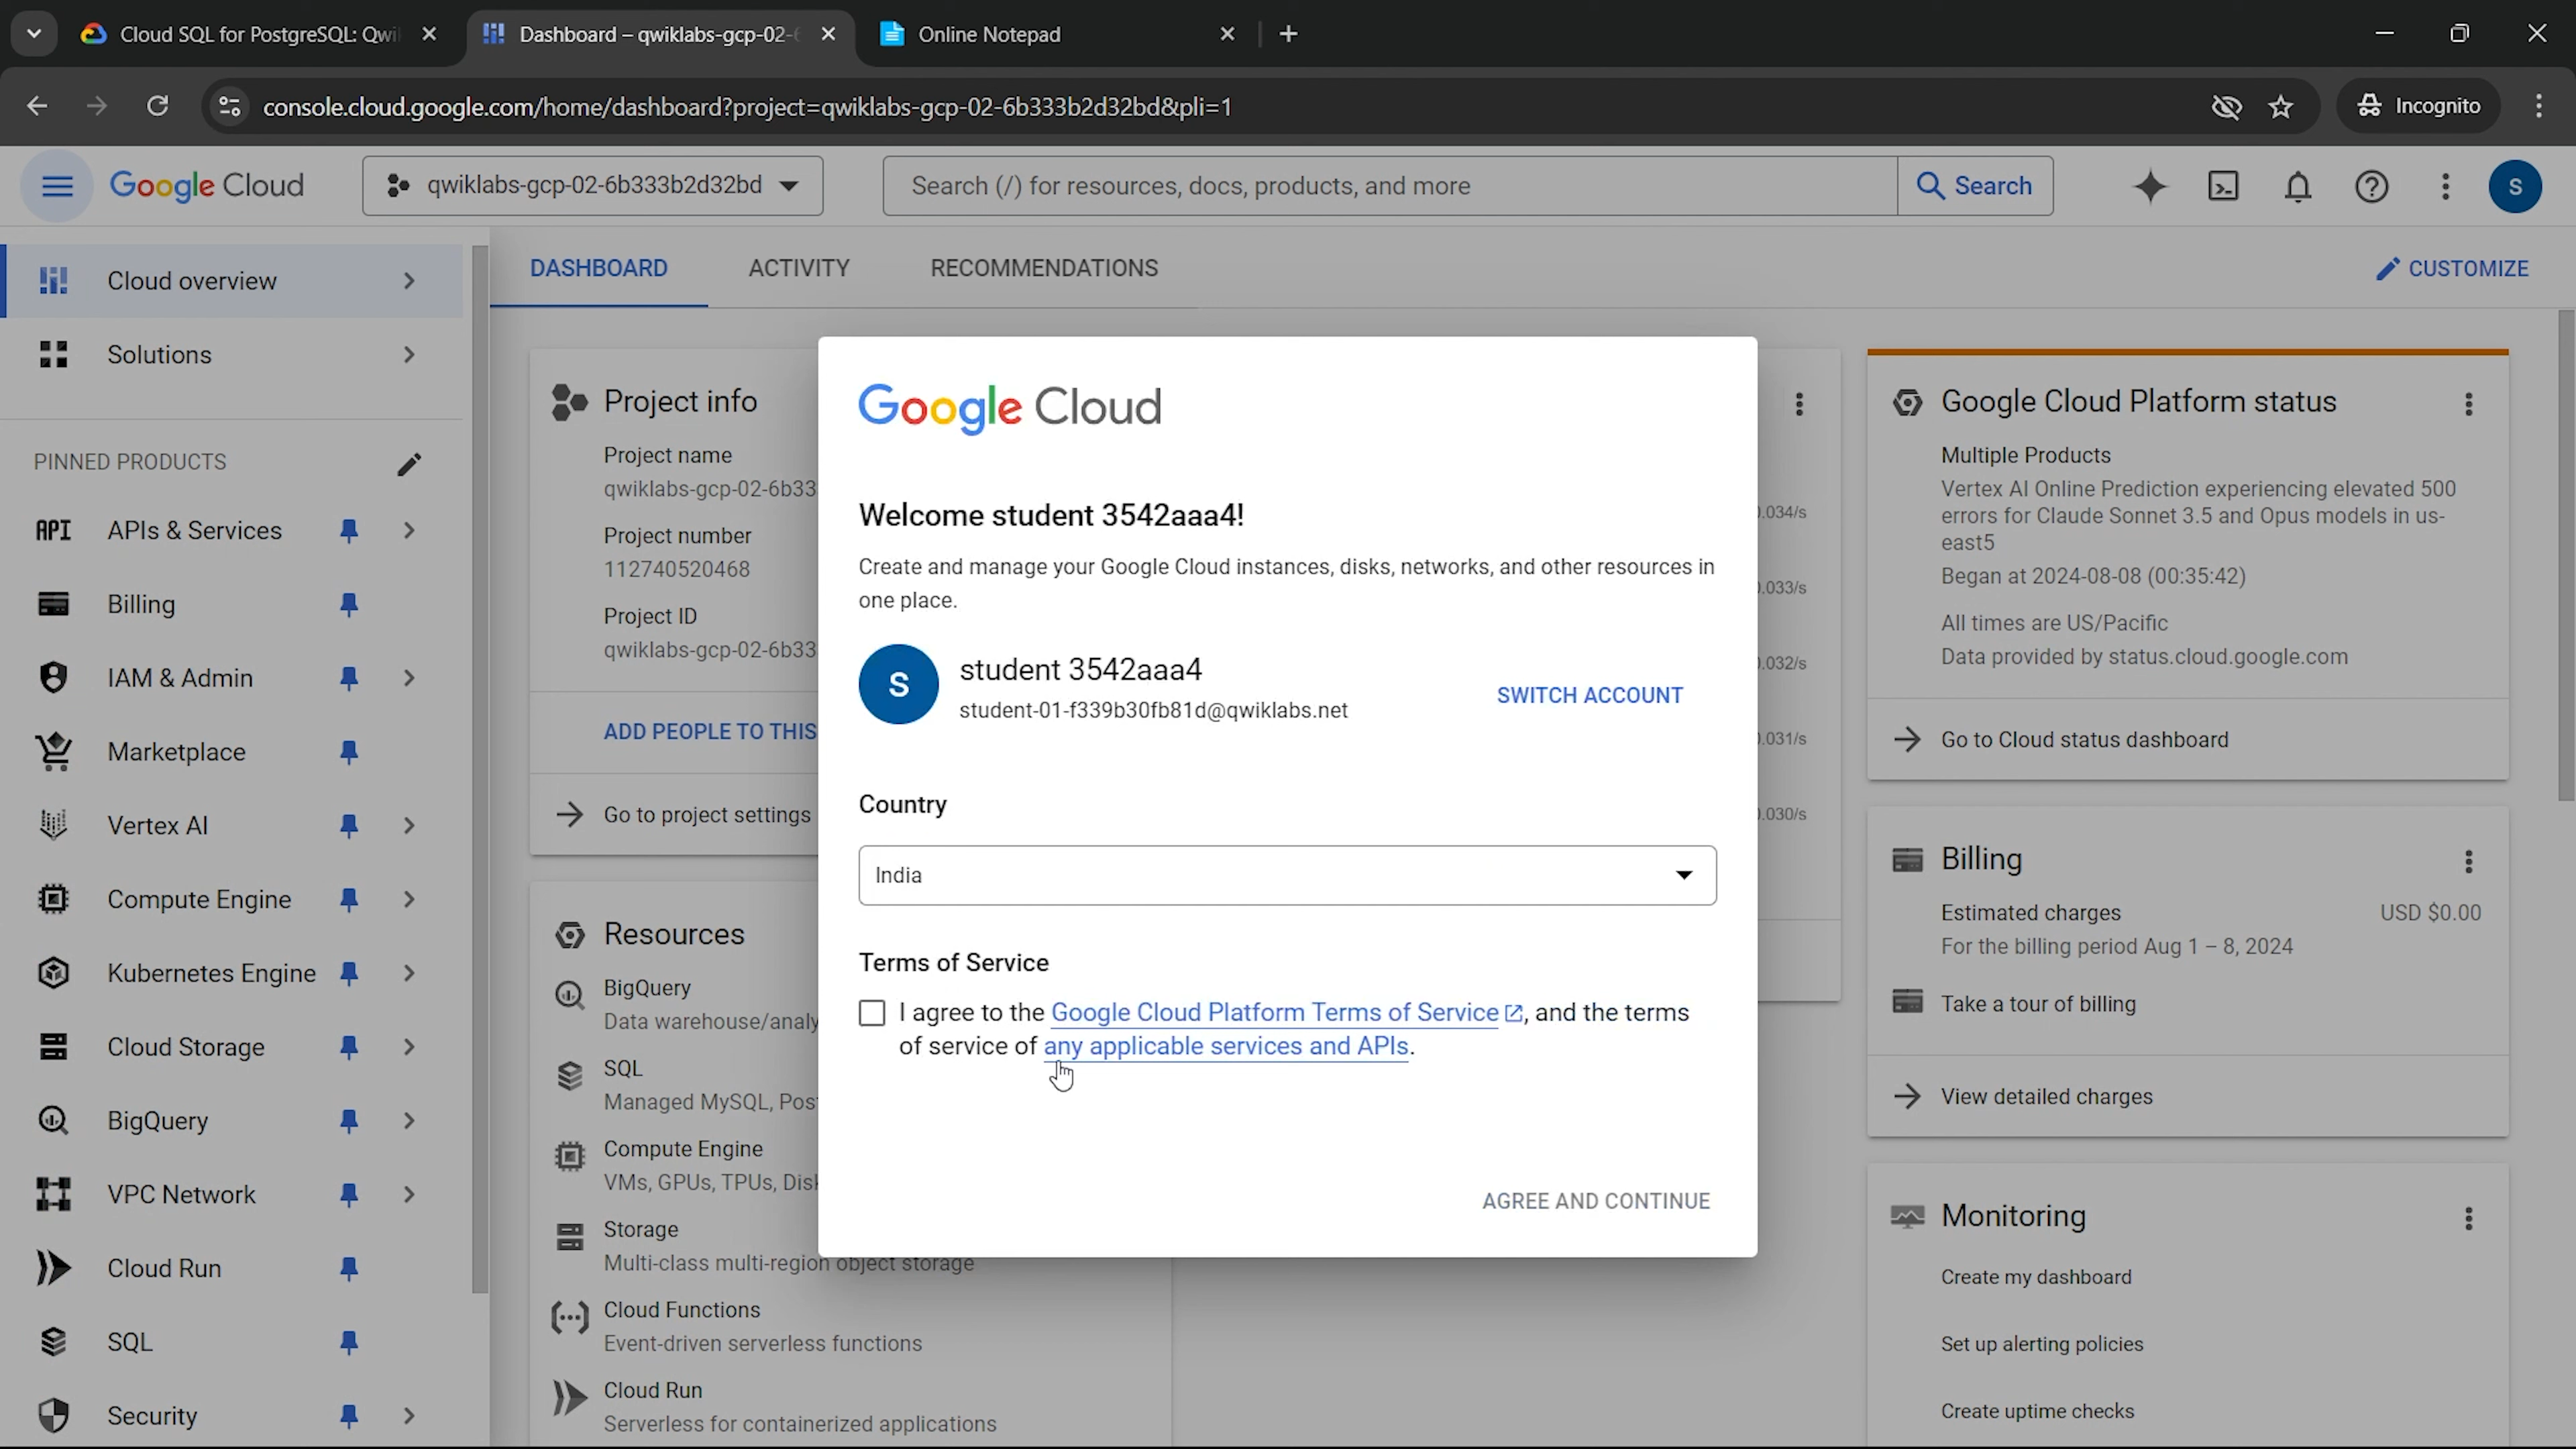 Cloud SQL for PostgreSQL: Qwi
Dashboard – qwiklabs-gcp-02-
Online Notepad
console.cloud.google.com/home/dashboard?project=qwiklabs-gcp-02-6b333b2d32bd&pli=1
Incognito
Google Cloud
qwiklabs-gcp-02-6b333b2d32bd
Search (/) for resources, docs, products, and more
Search
S
Cloud overview
Solutions
PINNED PRODUCTS
API
APIs & Services
Billing
IAM & Admin
Marketplace
Vertex AI
Compute Engine
Kubernetes Engine
Cloud Storage
BigQuery
VPC Network
Cloud Run
SQL
Security
DASHBOARD
ACTIVITY
RECOMMENDATIONS
CUSTOMIZE
Project info
Project name
qwiklabs-gcp-02-6b33
Project number
112740520468
Project ID
qwiklabs-gcp-02-6b33
ADD PEOPLE TO THIS
Go to project settings
Resources
BigQuery
Data warehouse/analy
SQL
Managed MySQL, Pos
Compute Engine
VMs, GPUs, TPUs, Disk
Storage
Multi-class multi-region object storage
Cloud Functions
Event-driven serverless functions
Cloud Run
Serverless for containerized applications
Google Cloud
Welcome student 3542aaa4!
Create and manage your Google Cloud instances, disks, networks, and other resources in
one place.
S
student 3542aaa4
student-01-f339b30fb81d@qwiklabs.net
SWITCH ACCOUNT
Country
India
Terms of Service
I agree to the Google Cloud Platform Terms of Service, and the terms
of service of any applicable services and APIs.
AGREE AND CONTINUE
0.034/s
0.033/s
0.032/s
0.031/s
0.030/s
Google Cloud Platform status
Multiple Products
Vertex AI Online Prediction experiencing elevated 500
errors for Claude Sonnet 3.5 and Opus models in us-
east5
Began at 2024-08-08 (00:35:42)
All times are US/Pacific
Data provided by status.cloud.google.com
Go to Cloud status dashboard
Billing
Estimated charges
USD $0.00
For the billing period Aug 1 – 8, 2024
Take a tour of billing
View detailed charges
Monitoring
Create my dashboard
Set up alerting policies
Create uptime checks